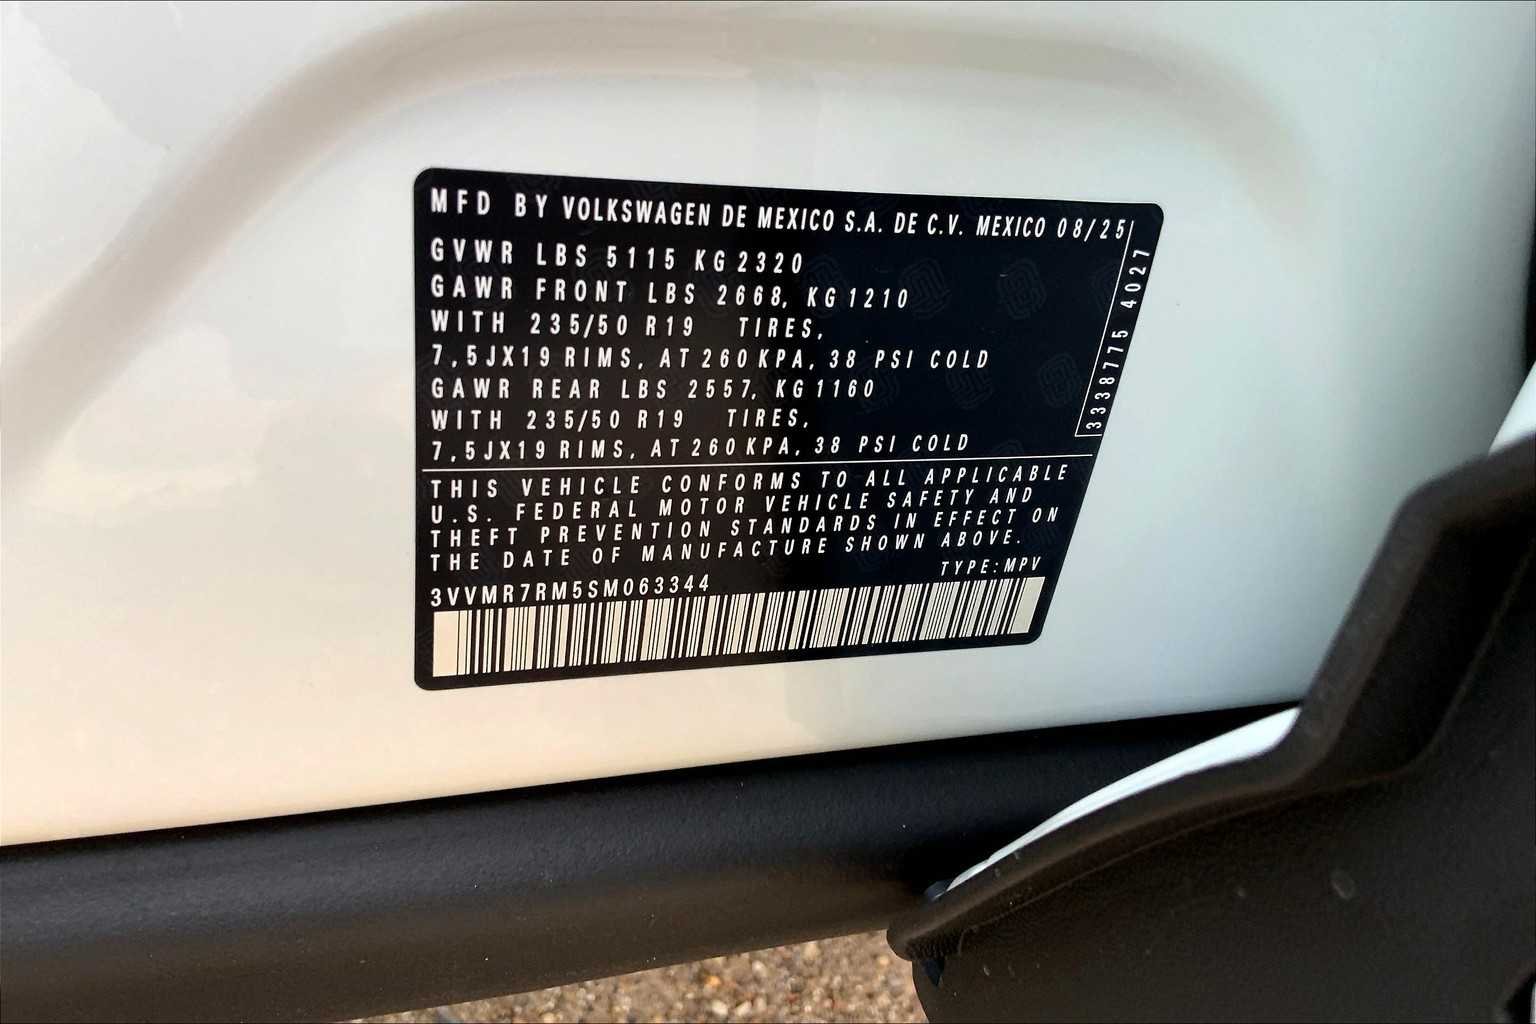 MFD BY VOLKSWAGEN DE MEXICO S.A. DE C.V. MEXICO 08/25
GVWR LBS 5115 KG 2320
GAWR FRONT LBS 2668, KG 1210
WITH 235/50 R19 TIRES,
7,5JX19 RIMS, AT 260 KPA, 38 PSI COLD
GAWR REAR LBS 2557, KG 1160
WITH 235/50 R19 TIRES,
7,5JX19 RIMS, AT 260 KPA, 38 PSI COLD
3338775 4027
THIS VEHICLE CONFORMS TO ALL APPLICABLE
U.S. FEDERAL MOTOR VEHICLE SAFETY AND
THEFT PREVENTION STANDARDS IN EFFECT ON
THE DATE OF MANUFACTURE SHOWN ABOVE.
TYPE:MPV
3VVMR7RM5SM063344